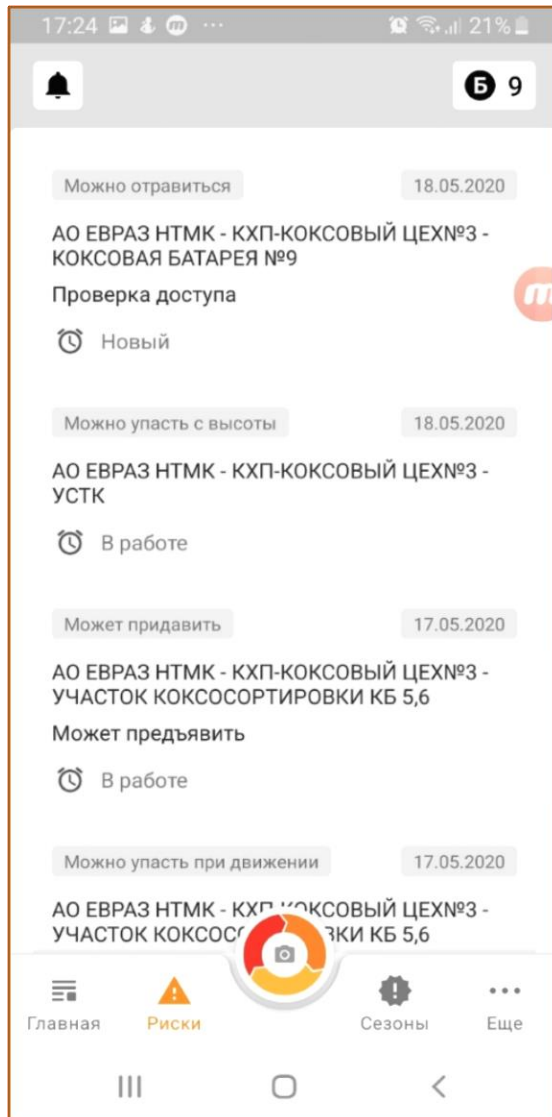 17:24 ... 21%
Б 9
Можно отравиться 18.05.2020
АО ЕВРАЗ НТМК - КХП-КОКСОВЫЙ ЦЕХ№3 -
КОКСОВАЯ БАТАРЕЯ №9
Проверка доступа
Новый
Можно упасть с высоты 18.05.2020
АО ЕВРАЗ НТМК - КХП-КОКСОВЫЙ ЦЕХ№3 -
УСТК
В работе
Может придавить 17.05.2020
АО ЕВРАЗ НТМК - КХП-КОКСОВЫЙ ЦЕХ№3 -
УЧАСТОК КОКСОСОРТИРОВКИ КБ 5,6
Может предъявить
В работе
Можно упасть при движении 17.05.2020
АО ЕВРАЗ НТМК - ЦЕХ№3 -
УЧАСТОК КБ 5,6
Главная Риски Сезоны Еще